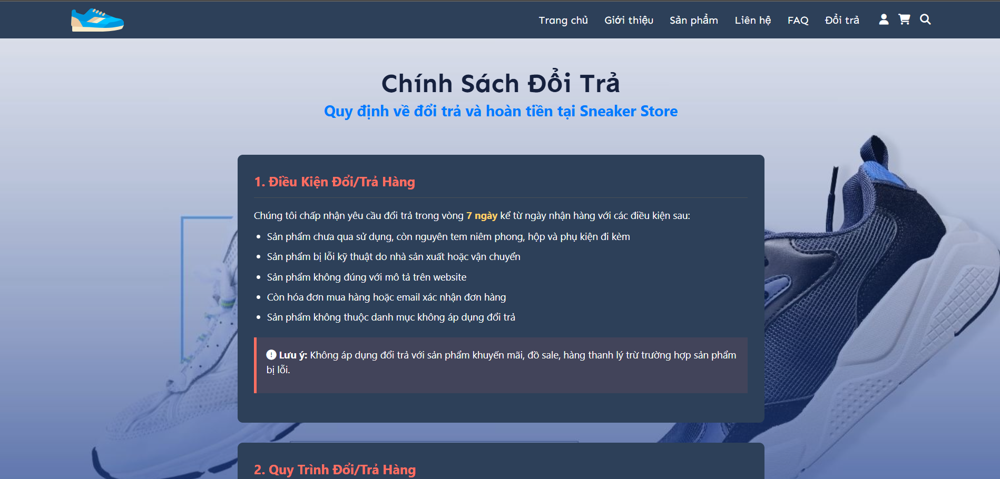 Trang chủ Giới thiệu Sản phẩm Liên hệ FAQ Đổi trả
Chính Sách Đổi Trả
Quy định về đổi trả và hoàn tiền tại Sneaker Store
1. Điều Kiện Đổi/Trả Hàng
Chúng tôi chấp nhận yêu cầu đổi trả trong vòng 7 ngày kể từ ngày nhận hàng với các điều kiện sau:
• Sản phẩm chưa qua sử dụng, còn nguyên tem niêm phong, hộp và phụ kiện đi kèm
• Sản phẩm bị lỗi kỹ thuật do nhà sản xuất hoặc vận chuyển
• Sản phẩm không đúng với mô tả trên website
• Còn hóa đơn mua hàng hoặc email xác nhận đơn hàng
• Sản phẩm không thuộc danh mục không áp dụng đổi trả
Lưu ý: Không áp dụng đổi trả với sản phẩm khuyến mãi, đồ sale, hàng thanh lý trừ trường hợp sản phẩm
bị lỗi.
2. Quy Trình Đổi/Trả Hàng